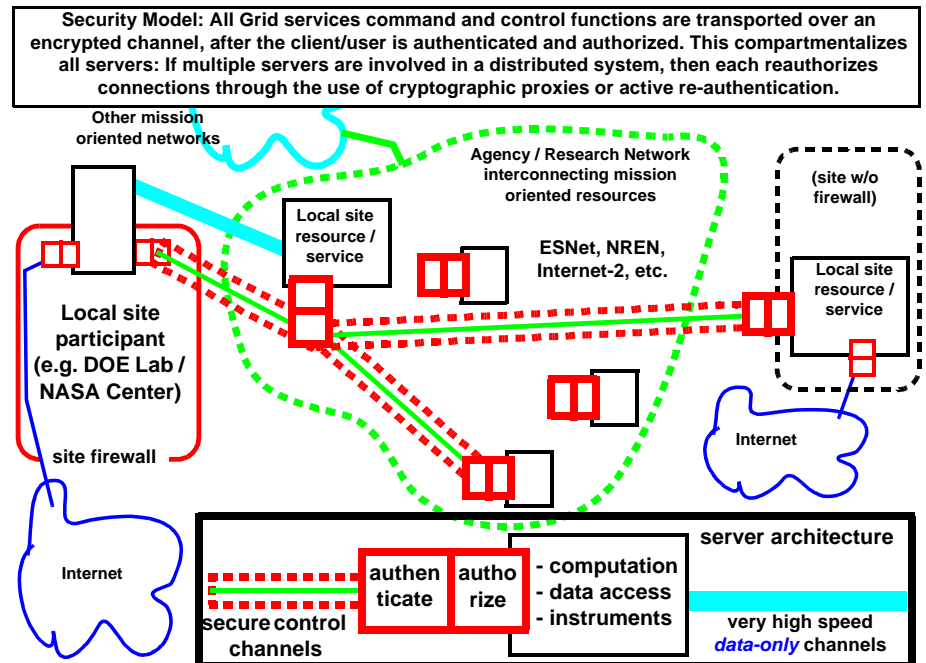 Security Model: All Grid services command and control functions are transported over an
encrypted channel, after the client/user is authenticated and authorized. This compartmentalizes
all servers: If multiple servers are involved in a distributed system, then each reauthorizes
connections through the use of cryptographic proxies or active re-authentication.
Other mission
oriented networks
Agency / Research Network
interconnecting mission
oriented resources
(site w/o
firewall)
Local site
resource /
service
ESNet, NREN,
Internet-2, etc.
Local site
resource /
service
Local site
participant
(e.g. DOE Lab /
NASA Center)
site firewall
Internet
Internet
server architecture
authen
ticate
autho
rize
- computation
- data access
- instruments
secure control
channels
very high speed
data-only channels